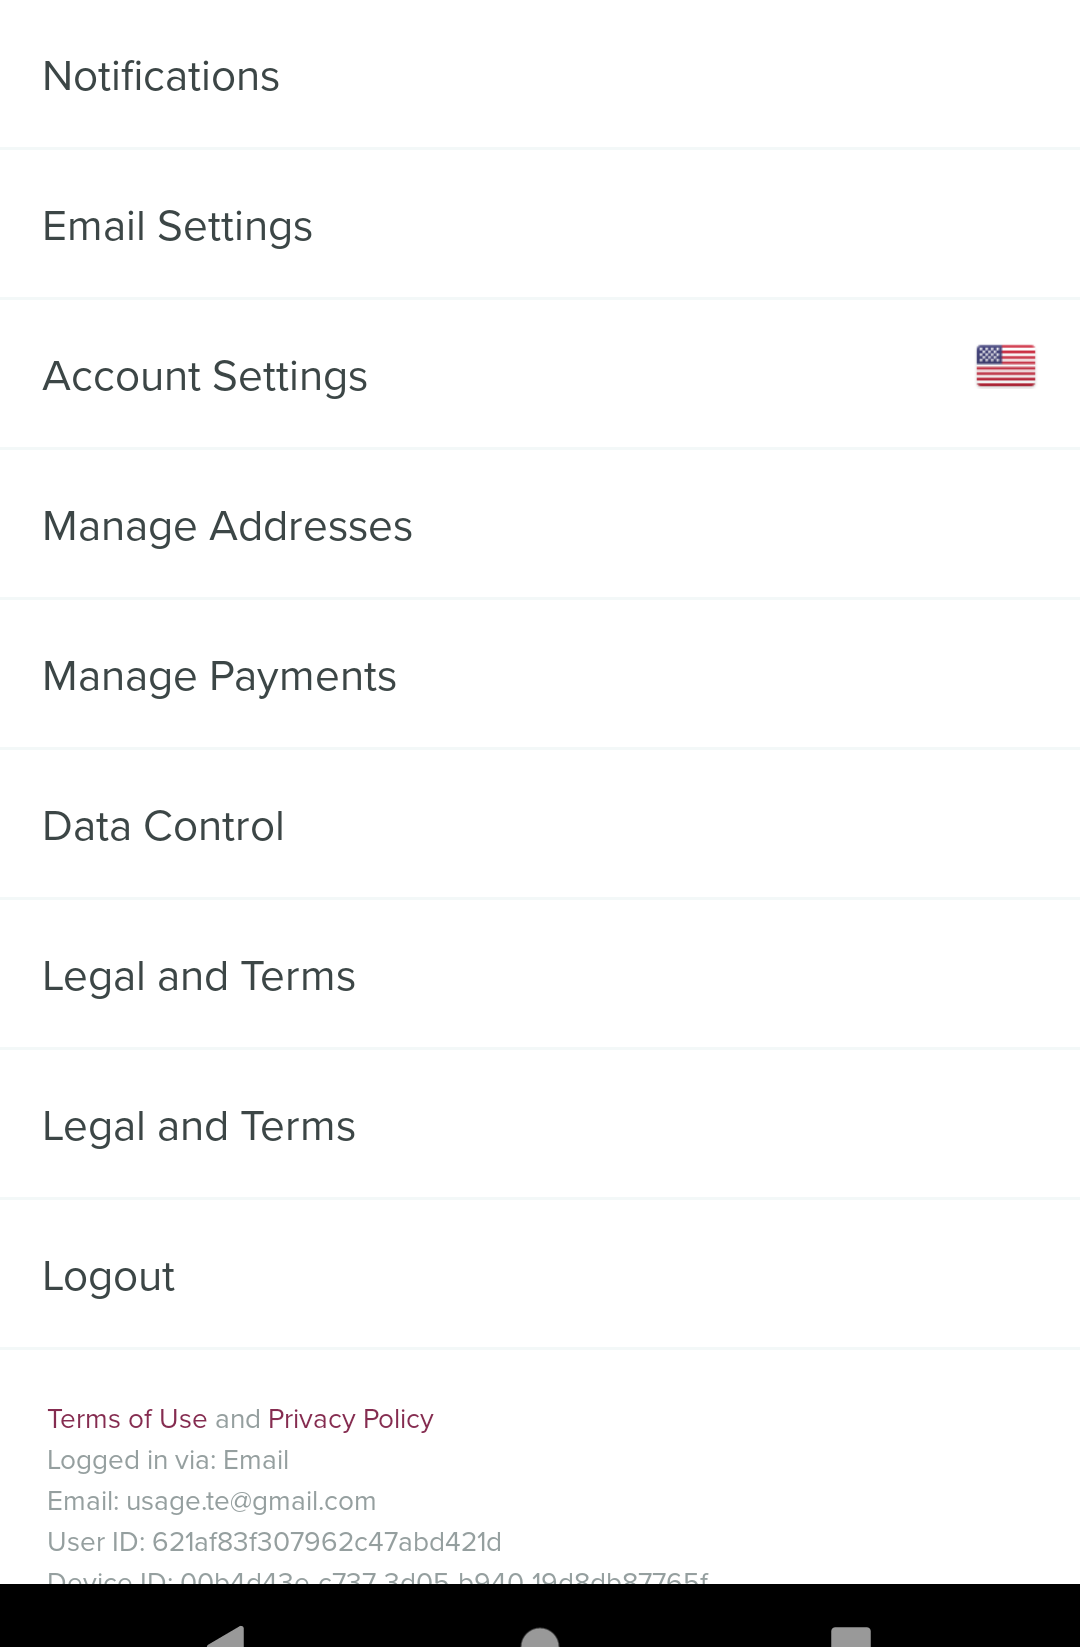 Notifications
Email Settings
Account Settings
Manage Addresses
Manage Payments
Data Control
Legal and Terms
Legal and Terms
Logout
Terms of Use and Privacy Policy
Logged in via: Email
Email: usage.te@gmail.com
User ID: 621af83f307962c47abd421d
Device ID: 00b4d43e-c737-3d05-b940-19d8db87765f